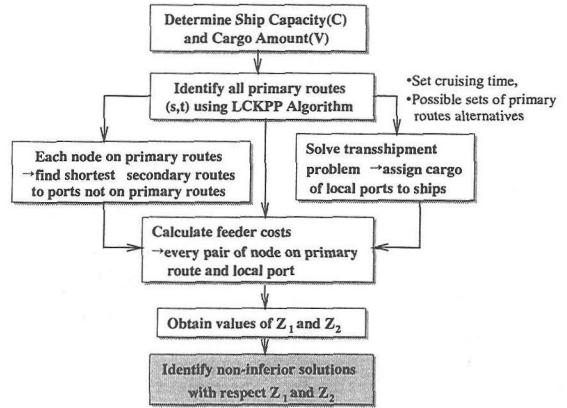 Determine Ship Capacity(C)
and Cargo Amount(V)
Identify all primary routes
(s,t) using LCKPP Algorithm
•Set cruising time,
•Possible sets of primary
routes alternatives
Each node on primary routes
→find shortest secondary routes
to ports not on primary routes
Solve transshipment
problem →assign cargo
of local ports to ships
Calculate feeder costs
→every pair of node on primary
route and local port
Obtain values of Z₁ and Z₂
Identify non-inferior solutions
with respect Z₁ and Z₂